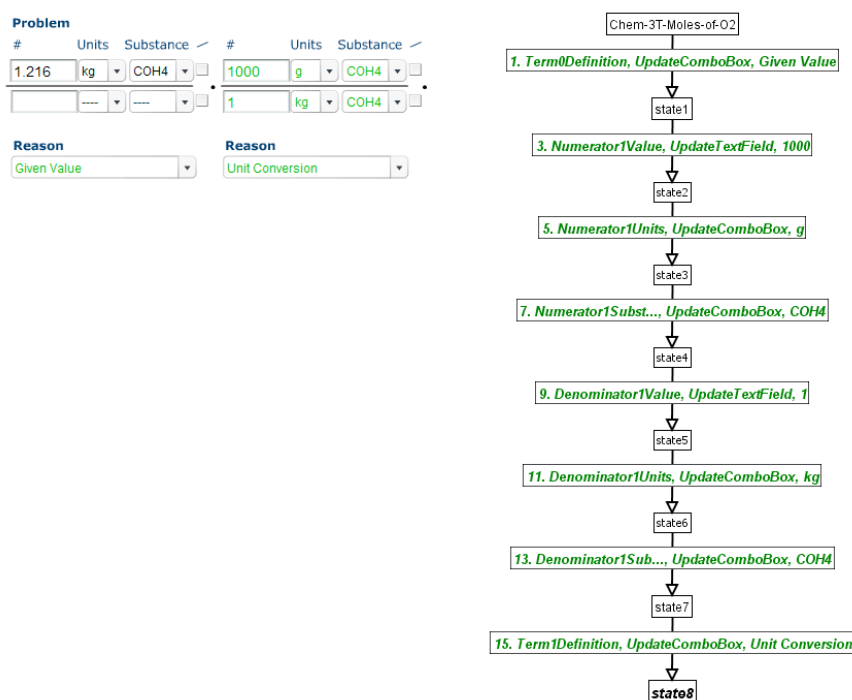 Problem
# Units Substance # Units Substance
1.216 kg COH4 1000 g COH4
---- ---- 1 kg COH4
Reason Reason
Given Value Unit Conversion
Chem-3T-Moles-of-O2
1. Term0Definition, UpdateComboBox, Given Value
state1
3. Numerator1Value, UpdateTextField, 1000
state2
5. Numerator1Units, UpdateComboBox, g
state3
7. Numerator1Subst..., UpdateComboBox, COH4
state4
9. Denominator1Value, UpdateTextField, 1
state5
11. Denominator1Units, UpdateComboBox, kg
state6
13. Denominator1Sub..., UpdateComboBox, COH4
state7
15. Term1Definition, UpdateComboBox, Unit Conversion
state8